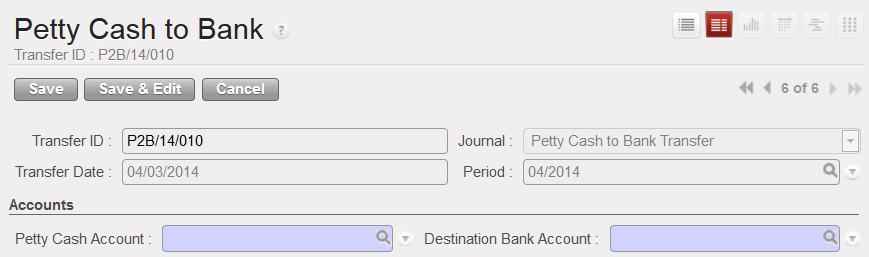 Petty Cash to Bank ?
Transfer ID : P2B/14/010
Save Save & Edit Cancel 6 of 6
Transfer ID : P2B/14/010 Journal : Petty Cash to Bank Transfer
Transfer Date : 04/03/2014 Period : 04/2014
Accounts
Petty Cash Account : Destination Bank Account :